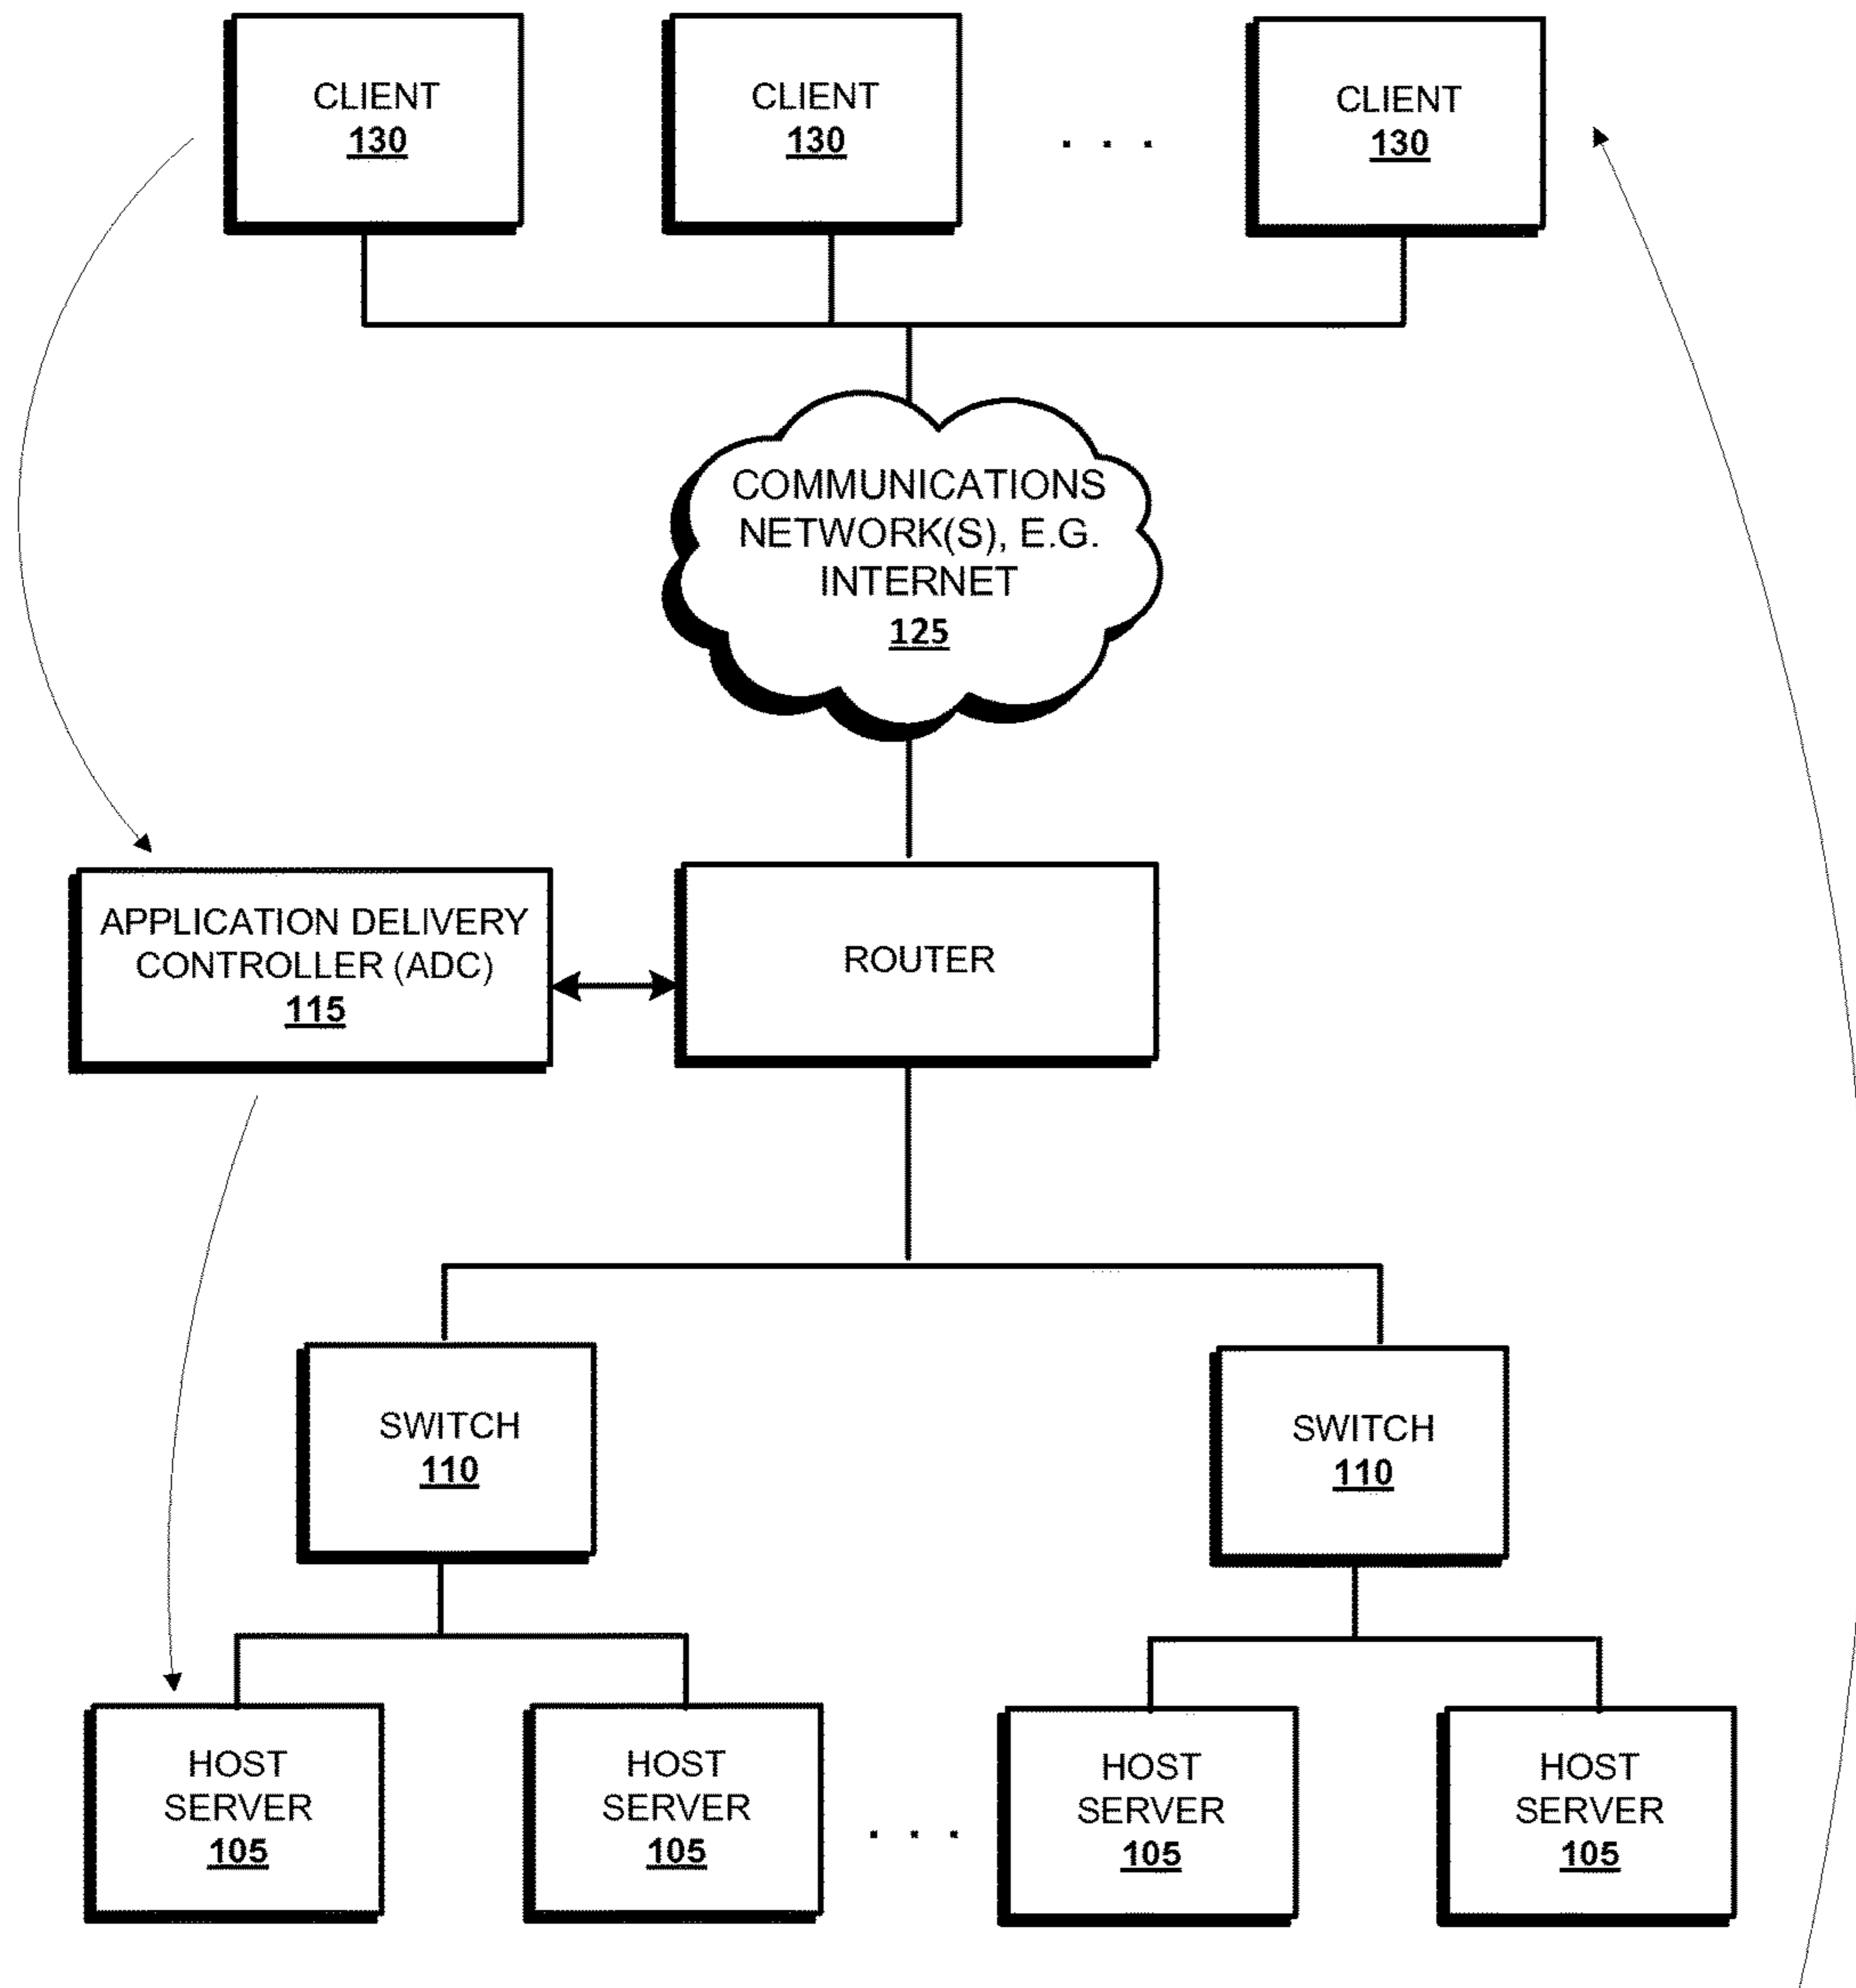 CLIENT
130
CLIENT
130
. . .
CLIENT
130
COMMUNICATIONS
NETWORK(S), E.G.
INTERNET
125
APPLICATION DELIVERY
CONTROLLER (ADC)
115
ROUTER
SWITCH
110
SWITCH
110
HOST
SERVER
105
HOST
SERVER
105
. . .
HOST
SERVER
105
HOST
SERVER
105